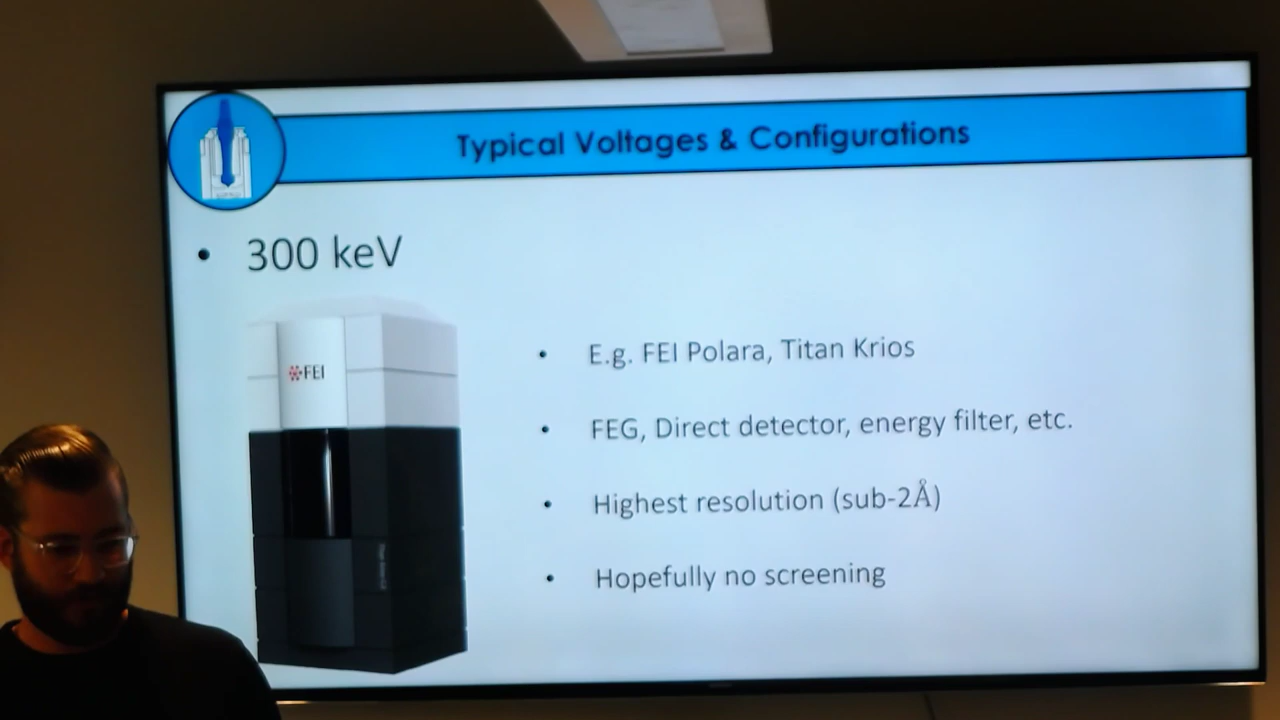 Typical Voltages & Configurations
• 300 keV
FEI
• E.g. FEI Polara, Titan Krios
• FEG, Direct detector, energy filter, etc.
• Highest resolution (sub-2Å)
• Hopefully no screening